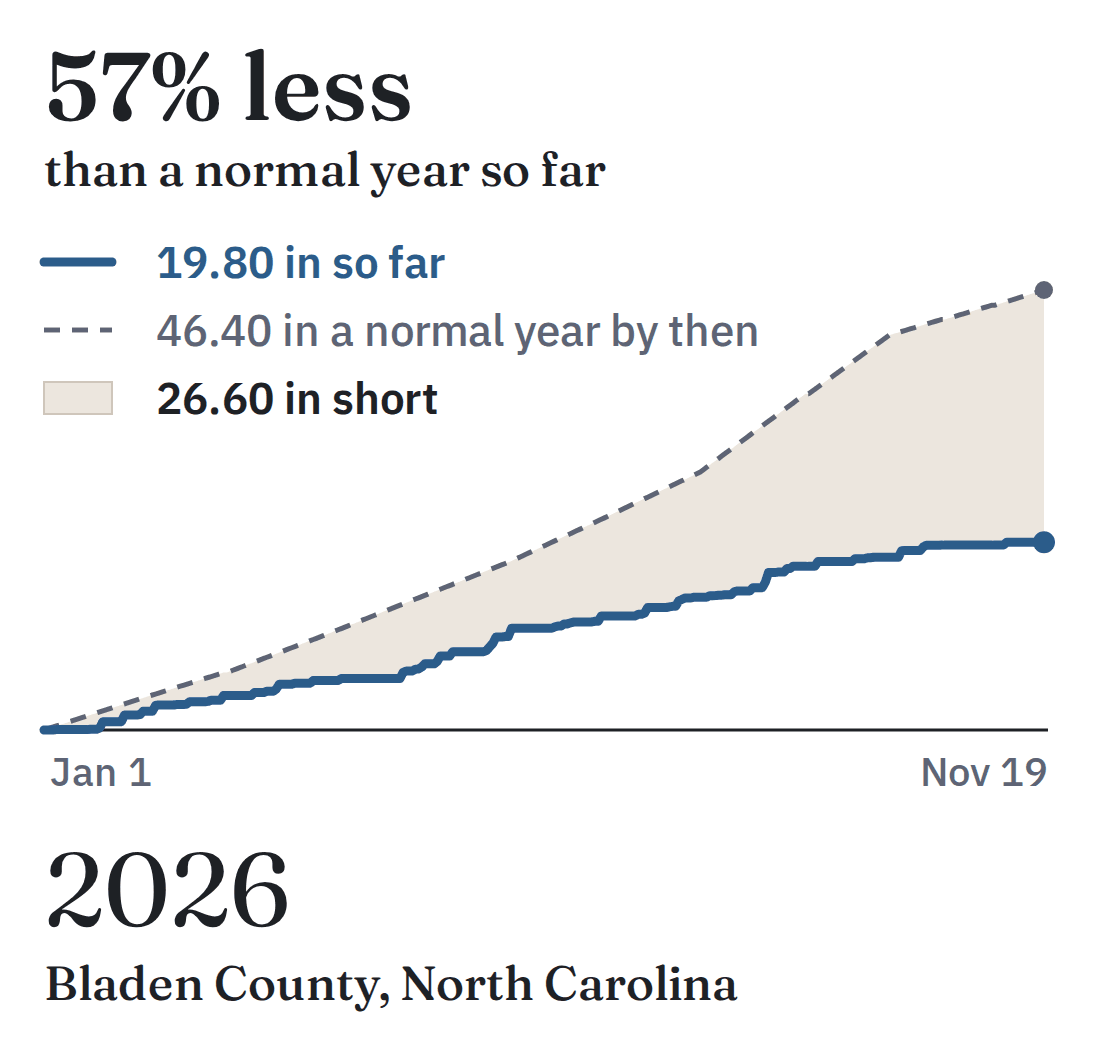 57% less
than a normal year so far
19.80 in so far
46.40 in a normal year by then
26.60 in short
Jan 1
Nov 19
2026
Bladen County, North Carolina